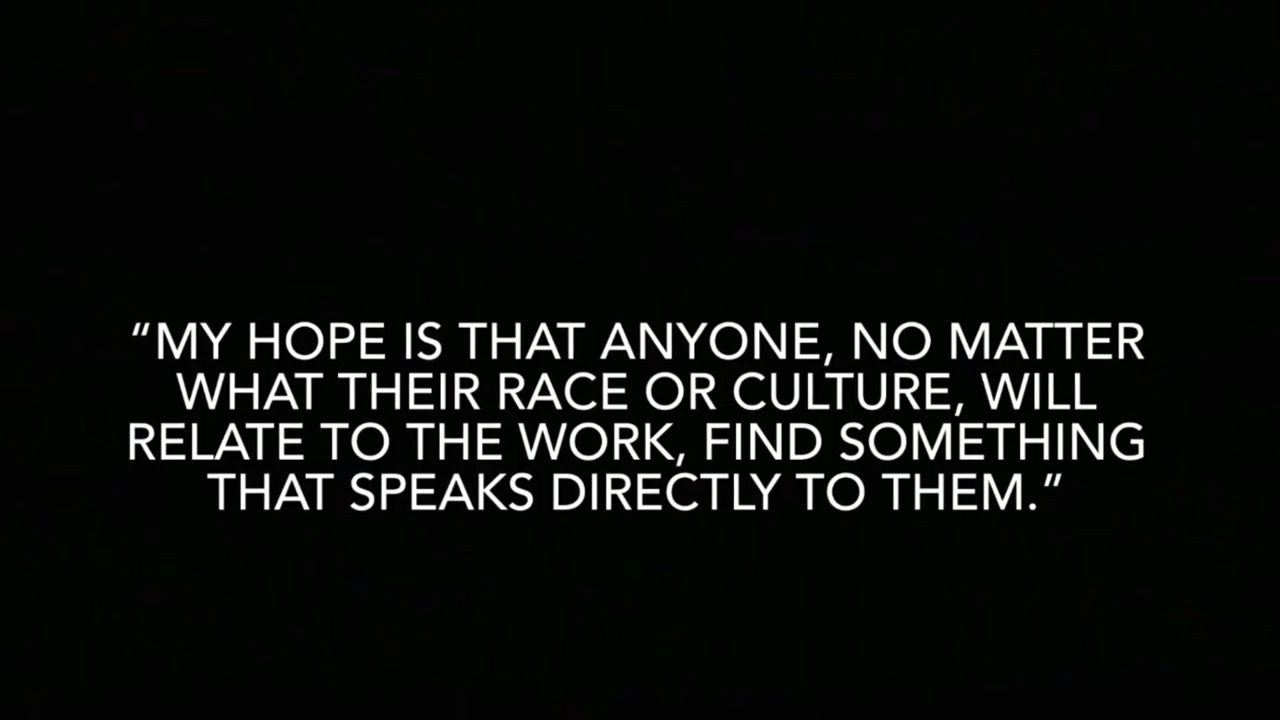 “MY HOPE IS THAT ANYONE, NO MATTER
WHAT THEIR RACE OR CULTURE, WILL
RELATE TO THE WORK, FIND SOMETHING
THAT SPEAKS DIRECTLY TO THEM.”